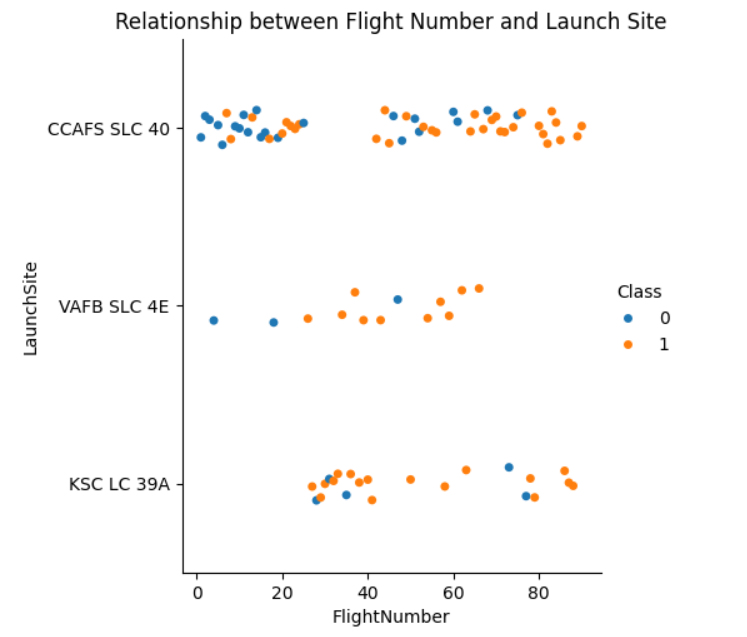 Relationship between Flight Number and Launch Site
CCAFS SLC 40
VAFB SLC 4E
KSC LC 39A
LaunchSite
0 20 40 60 80
FlightNumber
Class
0
1